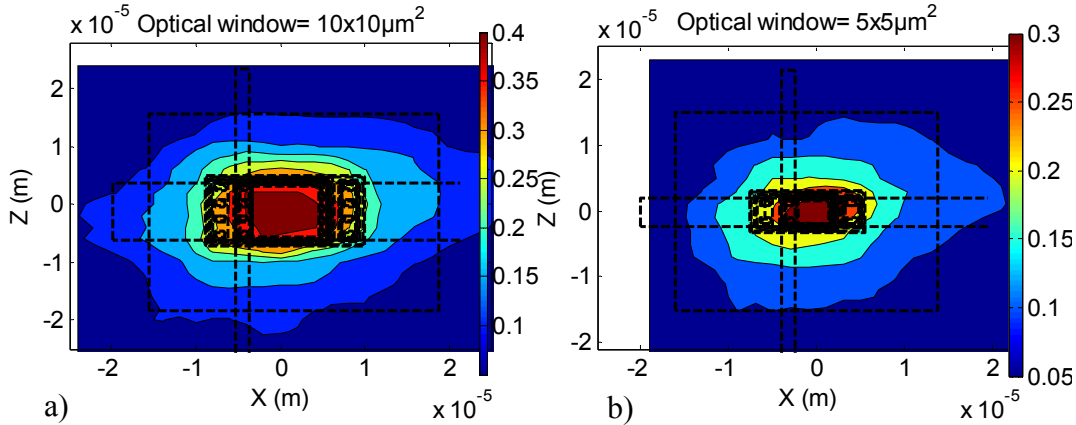 x 10⁻⁵ Optical window= 10x10µm² 0.4
x 10⁻⁵ Optical window= 5x5µm² 0.3
2
1
0
-1
-2
Z (m)
-2 -1 0 1 2
X (m)
x 10⁻⁵
a)
0.35
0.3
0.25
0.2
0.15
0.1
2
1
0
-1
-2
Z (m)
-2 -1 0 1 2
X (m)
x 10⁻⁵
b)
0.25
0.2
0.15
0.1
0.05